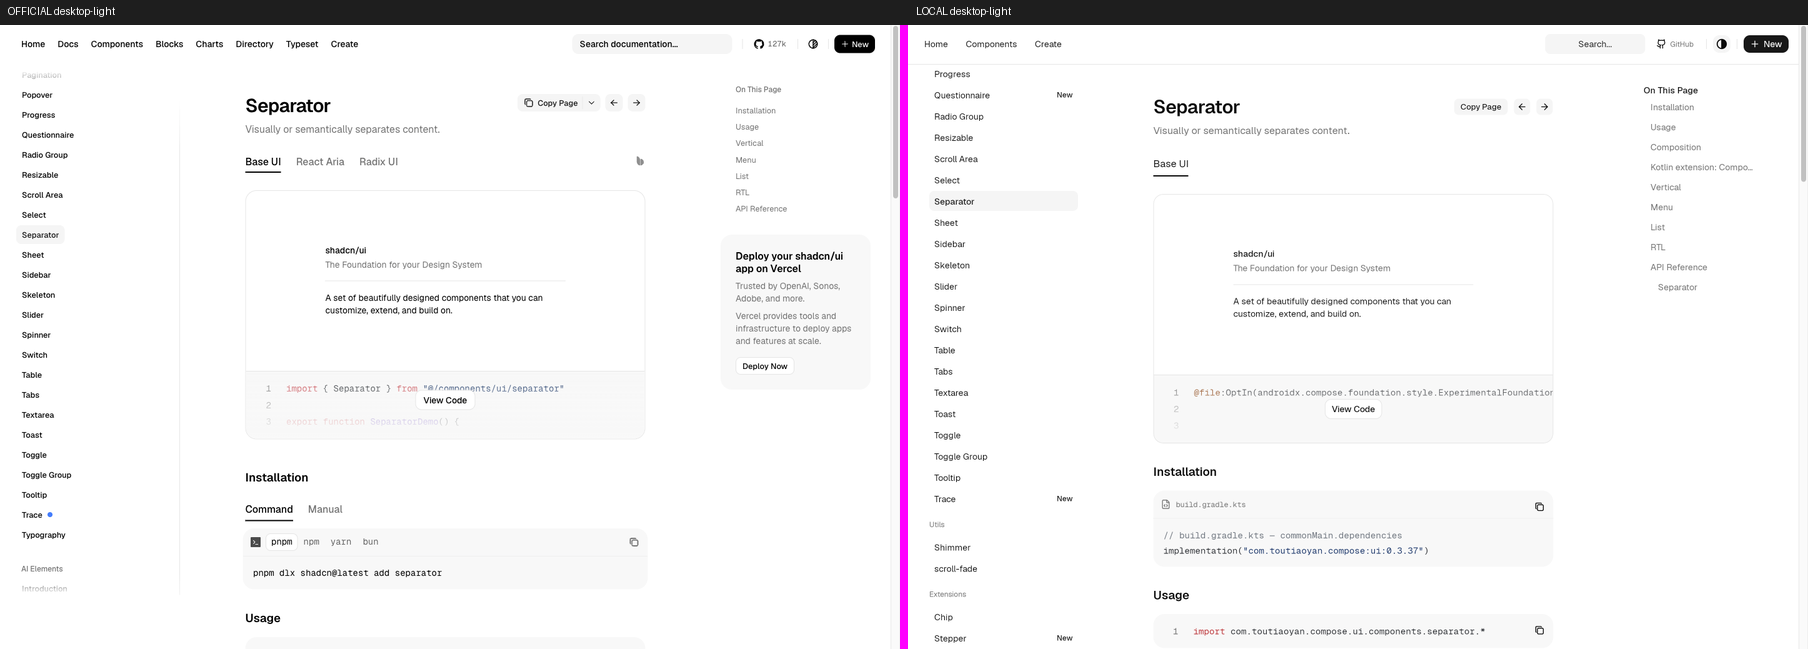 OFFICIAL desktop-light
Home Docs Components Blocks Charts Directory Typeset Create
Search documentation...
127k
+ New
Pagination
Popover
Progress
Questionnaire
Radio Group
Resizable
Scroll Area
Select
Separator
Sheet
Sidebar
Skeleton
Slider
Spinner
Switch
Table
Tabs
Textarea
Toast
Toggle
Toggle Group
Tooltip
Trace
Typography
AI Elements
Introduction
Separator
Copy Page
Visually or semantically separates content.
Base UI React Aria Radix UI
shadcn/ui
The Foundation for your Design System
A set of beautifully designed components that you can
customize, extend, and build on.
1 import { Separator } from "@/components/ui/separator"
2
View Code
3 export function SeparatorDemo() {
Installation
Command Manual
pnpm npm yarn bun
pnpm dlx shadcn@latest add separator
Usage
On This Page
Installation
Usage
Vertical
Menu
List
RTL
API Reference
Deploy your shadcn/ui
app on Vercel
Trusted by OpenAI, Sonos,
Adobe, and more.
Vercel provides tools and
infrastructure to deploy apps
and features at scale.
Deploy Now
LOCAL desktop-light
Home Components Create
Search...
GitHub
+ New
Progress
Questionnaire New
Radio Group
Resizable
Scroll Area
Select
Separator
Sheet
Sidebar
Skeleton
Slider
Spinner
Switch
Table
Tabs
Textarea
Toast
Toggle
Toggle Group
Tooltip
Trace New
Utils
Shimmer
scroll-fade
Extensions
Chip
Stepper New
Separator
Copy Page
Visually or semantically separates content.
Base UI
shadcn/ui
The Foundation for your Design System
A set of beautifully designed components that you can
customize, extend, and build on.
1 @file:OptIn(androidx.compose.foundation.style.ExperimentalFoundation
2
View Code
3
Installation
build.gradle.kts
// build.gradle.kts — commonMain.dependencies
implementation("com.toutiaoyan.compose:ui:0.3.37")
Usage
1 import com.toutiaoyan.compose.ui.components.separator.*
On This Page
Installation
Usage
Composition
Kotlin extension: Compo...
Vertical
Menu
List
RTL
API Reference
Separator